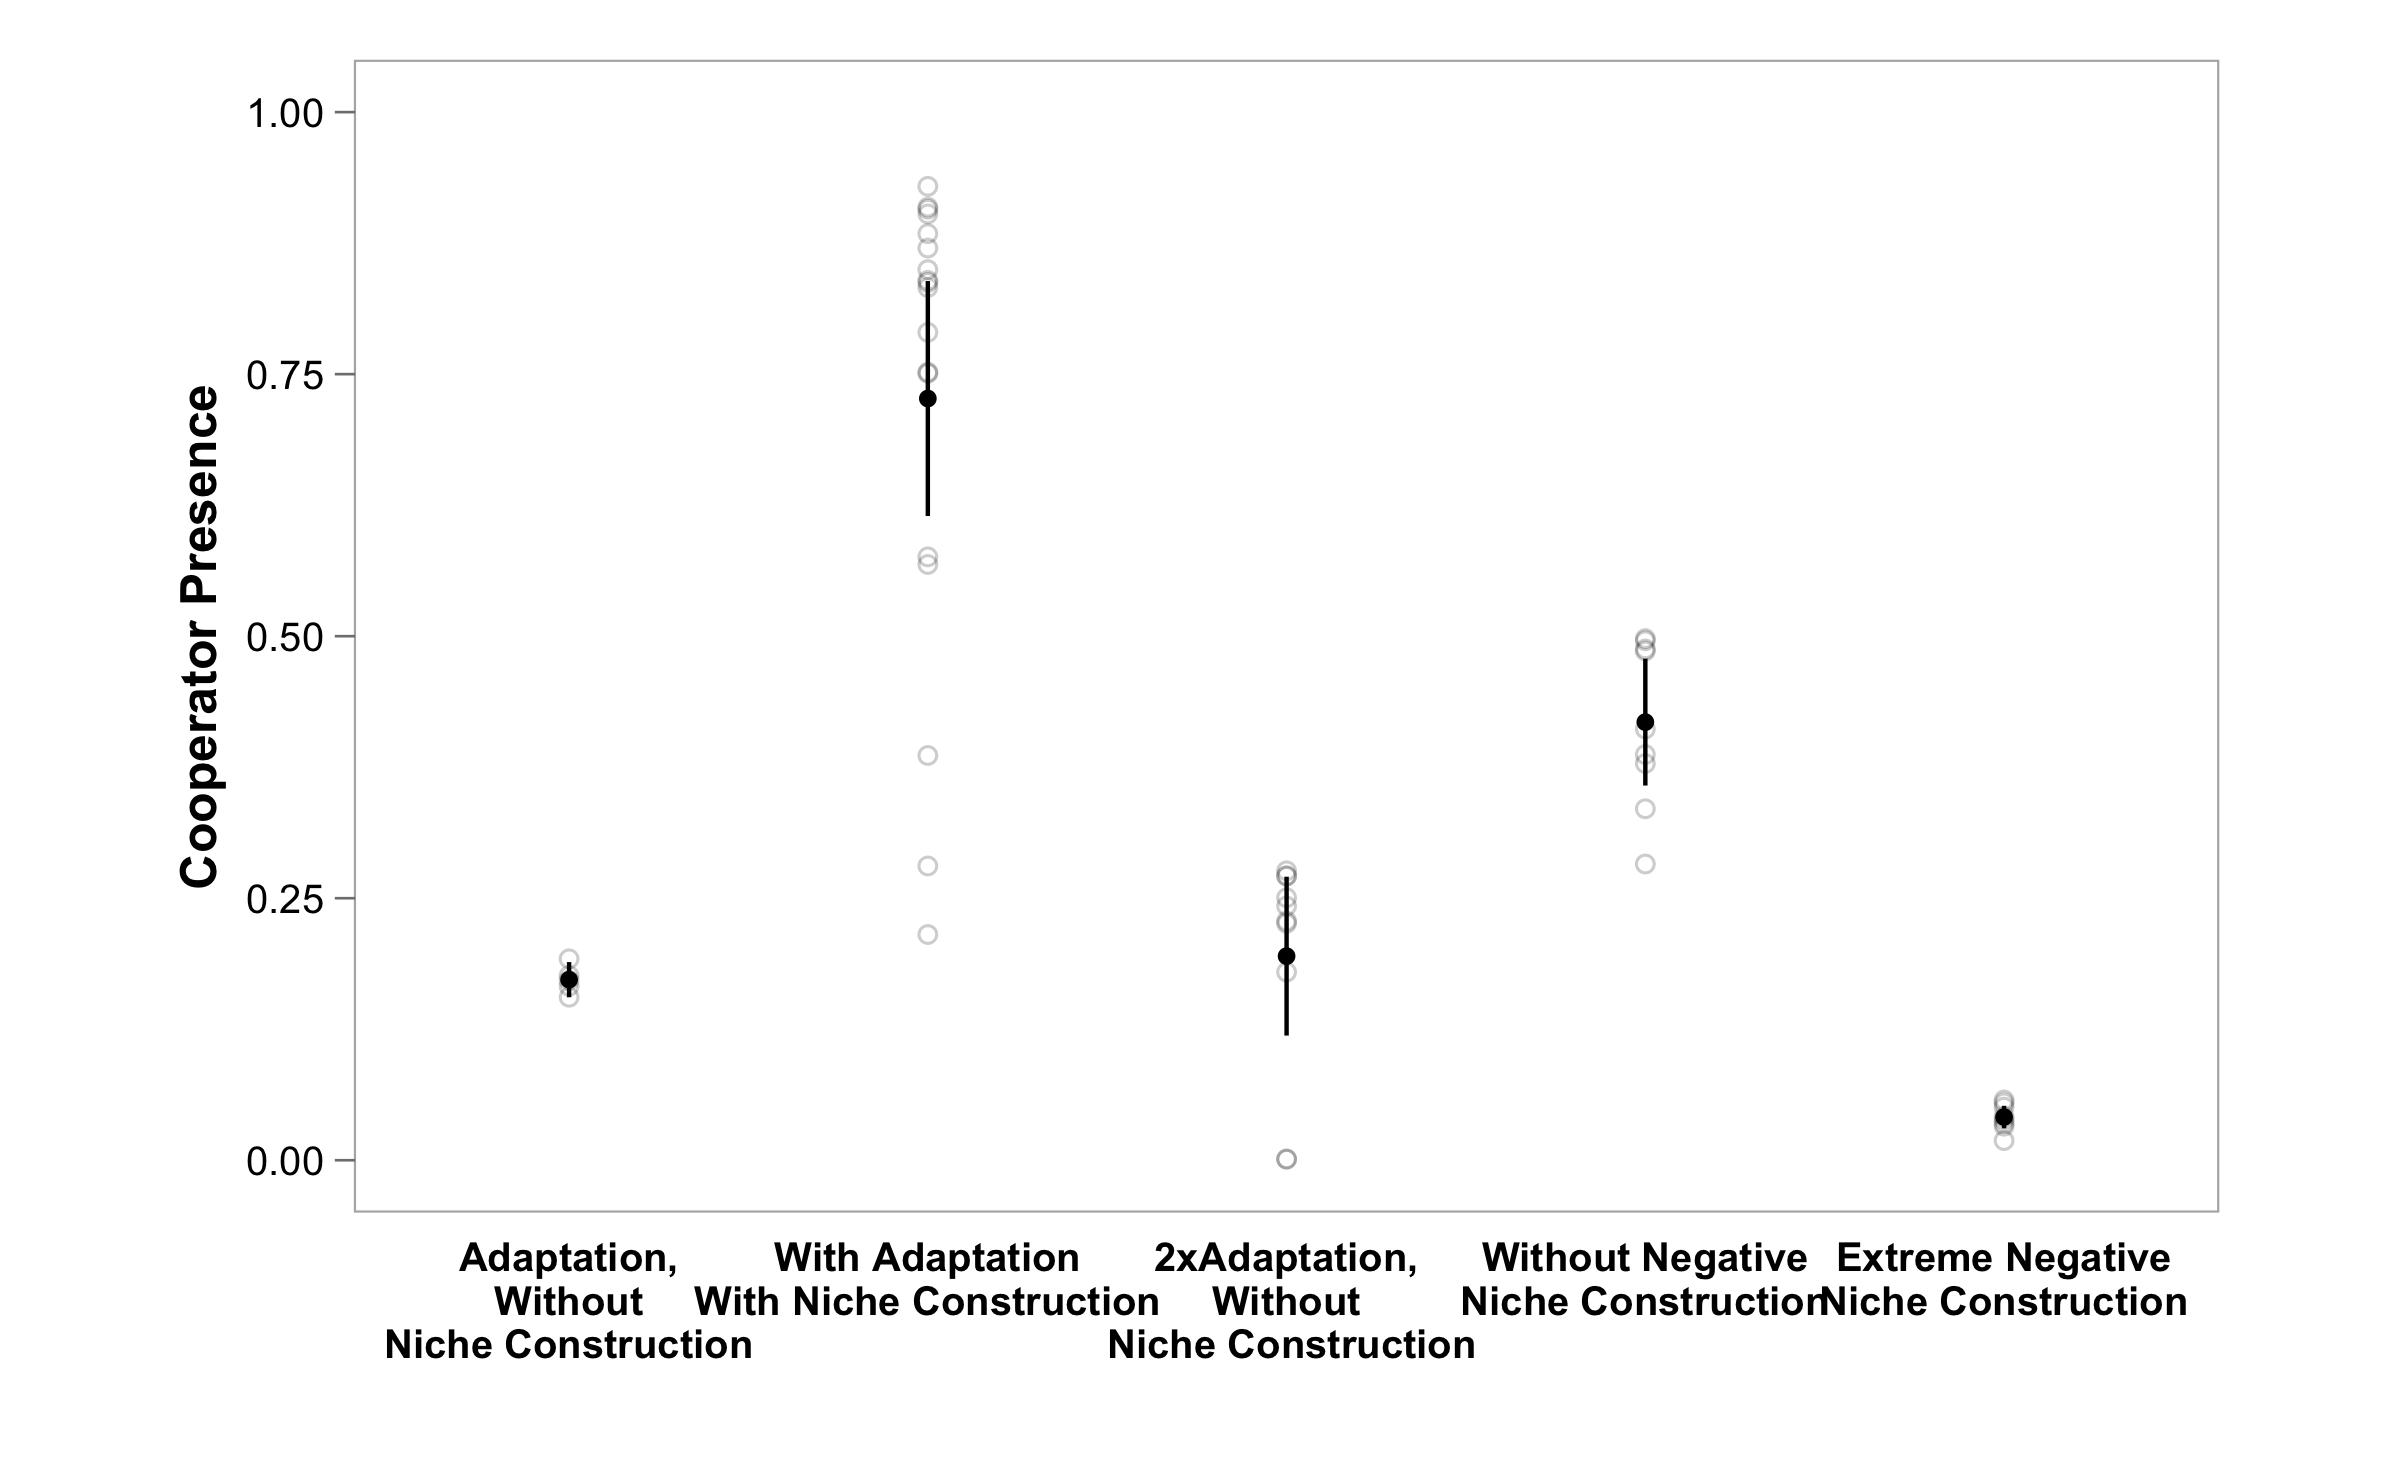 Cooperator Presence
1.00
0.75
0.50
0.25
0.00
Adaptation,
Without
Niche Construction
With Adaptation
With Niche Construction
2xAdaptation,
Without
Niche Construction
Without Negative
Niche Construction
Extreme Negative
Niche Construction